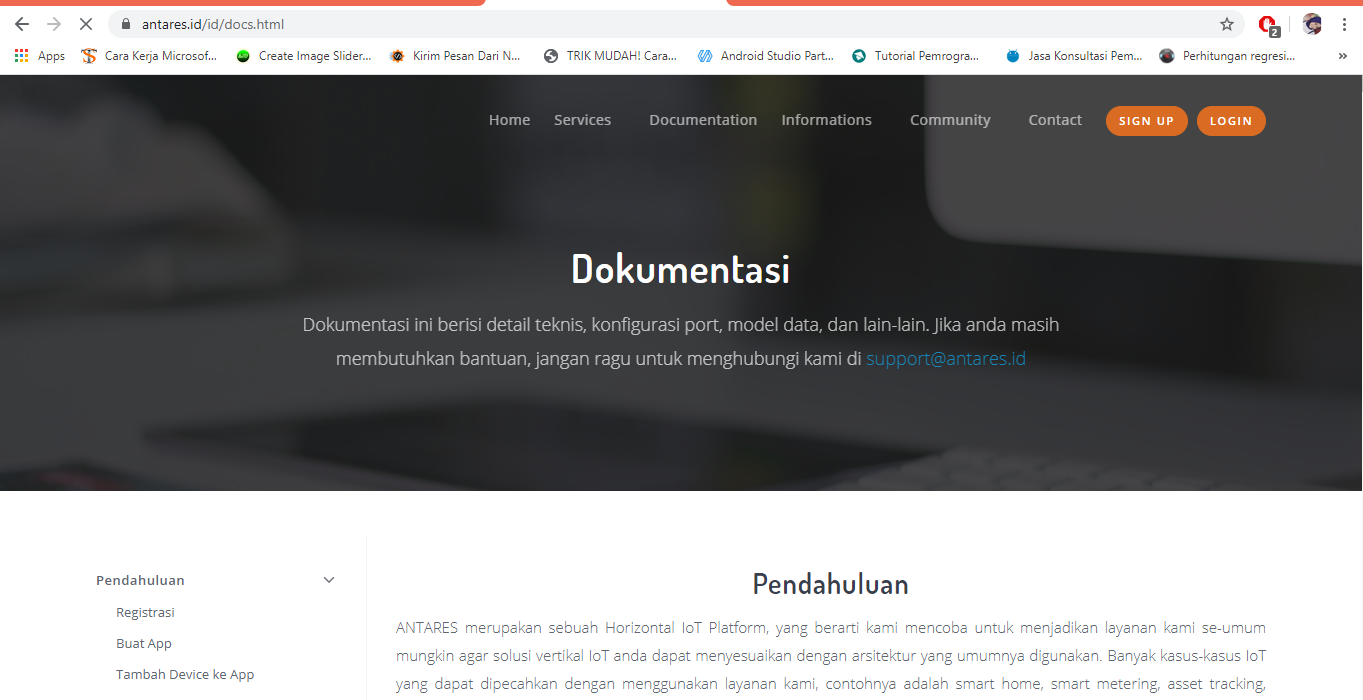 antares.id/id/docs.html
2
Apps Cara Kerja Microsof... Create Image Slider... Kirim Pesan Dari N... TRIK MUDAH! Cara... Android Studio Part... Tutorial Pemrogra... Jasa Konsultasi Pem... Perhitungan regresi... »
Home Services Documentation Informations Community Contact SIGN UP LOGIN
Dokumentasi
Dokumentasi ini berisi detail teknis, konfigurasi port, model data, dan lain-lain. Jika anda masih
membutuhkan bantuan, jangan ragu untuk menghubungi kami di support@antares.id
Pendahuluan
Registrasi
Buat App
Tambah Device ke App
Pendahuluan
ANTARES merupakan sebuah Horizontal IoT Platform, yang berarti kami mencoba untuk menjadikan layanan kami se-umum
mungkin agar solusi vertikal IoT anda dapat menyesuaikan dengan arsitektur yang umumnya digunakan. Banyak kasus-kasus IoT
yang dapat dipecahkan dengan menggunakan layanan kami, contohnya adalah smart home, smart metering, asset tracking,